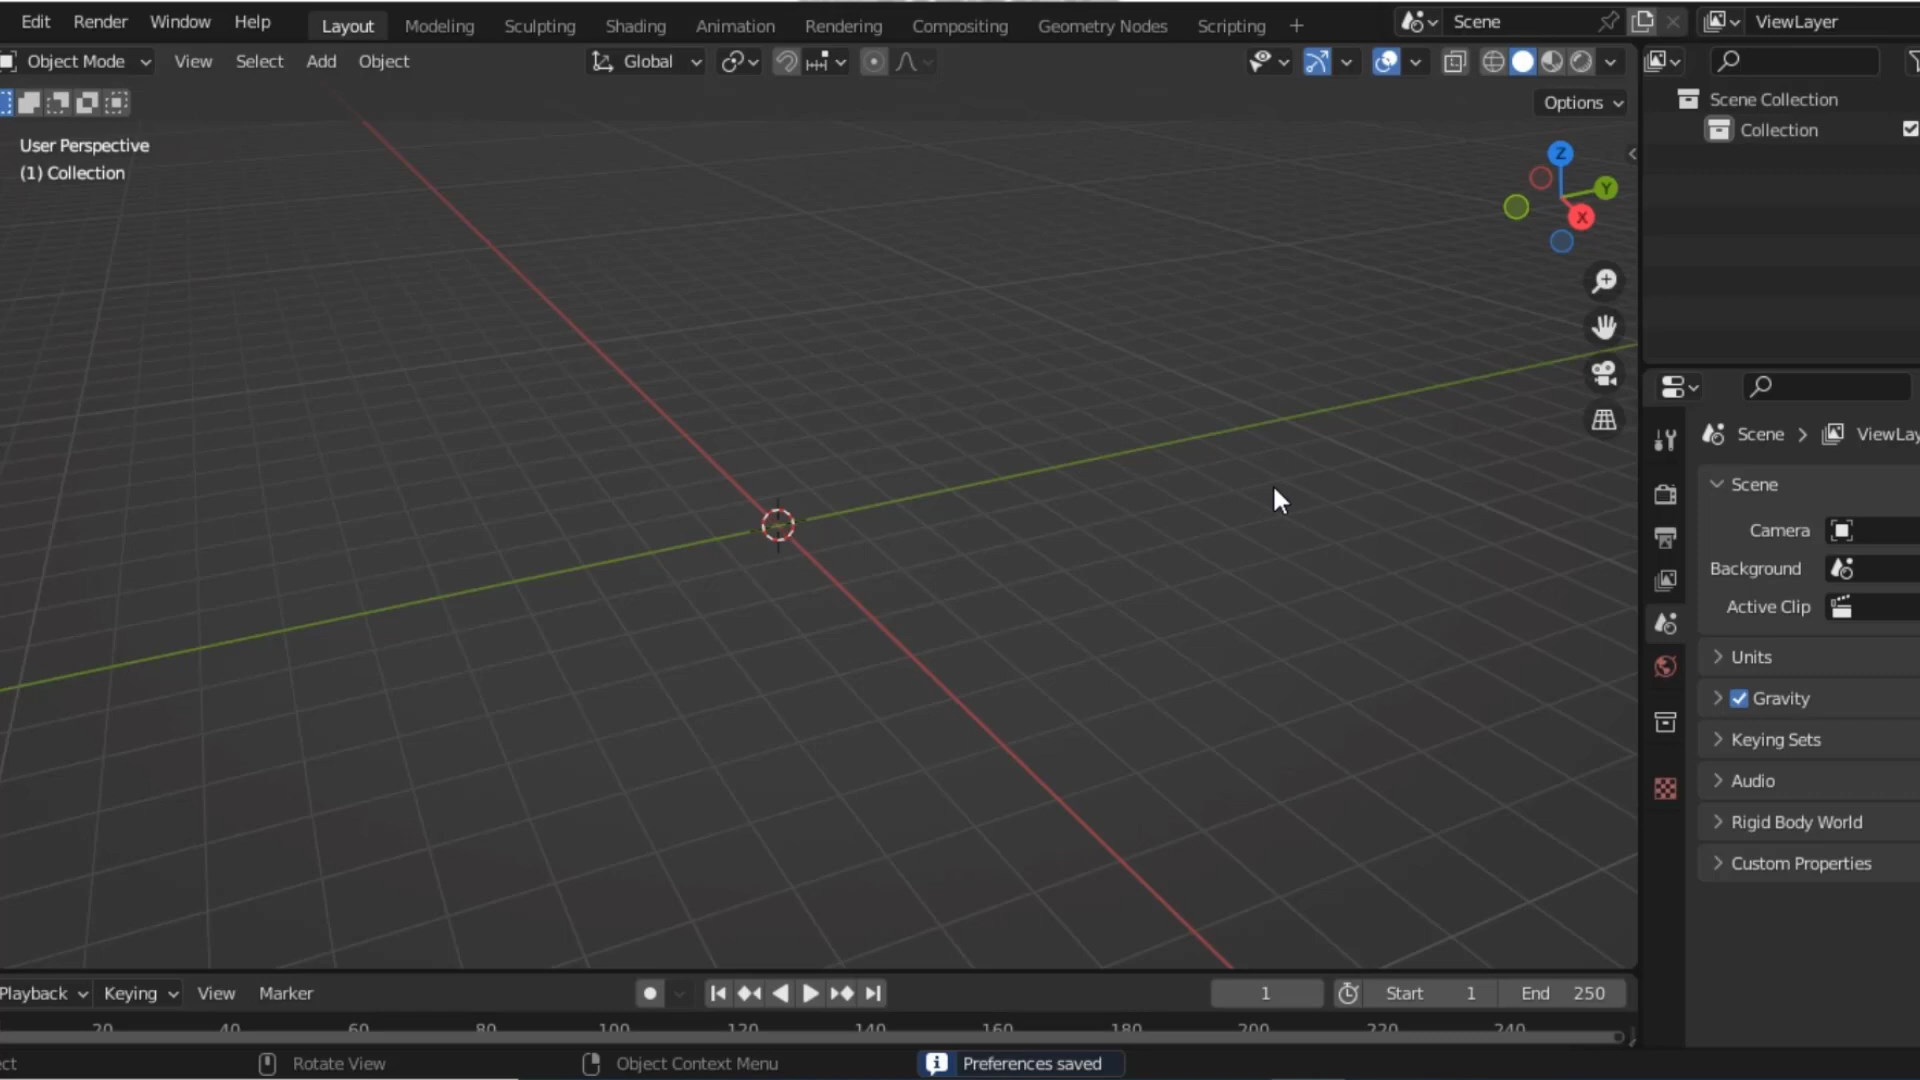 Edit Render Window Help Layout Modeling Sculpting Shading Animation Rendering Compositing Geometry Nodes Scripting + Scene ViewLayer
Object Mode View Select Add Object Global
Options
User Perspective
(1) Collection
Z
Y
X
Scene Collection
Collection
Scene > ViewLay
Scene
Camera
Background
Active Clip
Units
Gravity
Keying Sets
Audio
Rigid Body World
Custom Properties
Playback Keying View Marker 1 Start 1 End 250
20 40 60 80 100 120 140 160 180 200 220 240
ct Rotate View Object Context Menu Preferences saved